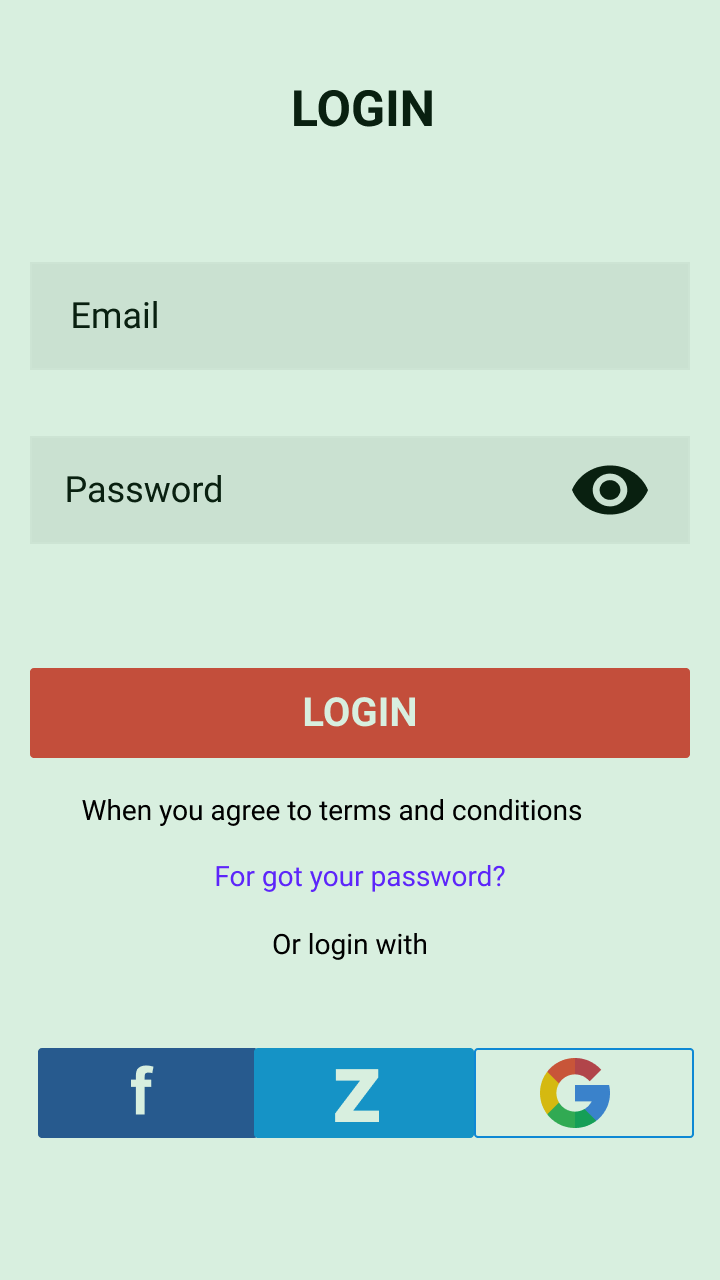 LOGIN
Email
Password
LOGIN
When you agree to terms and conditions
For got your password?
Or login with
f Z G